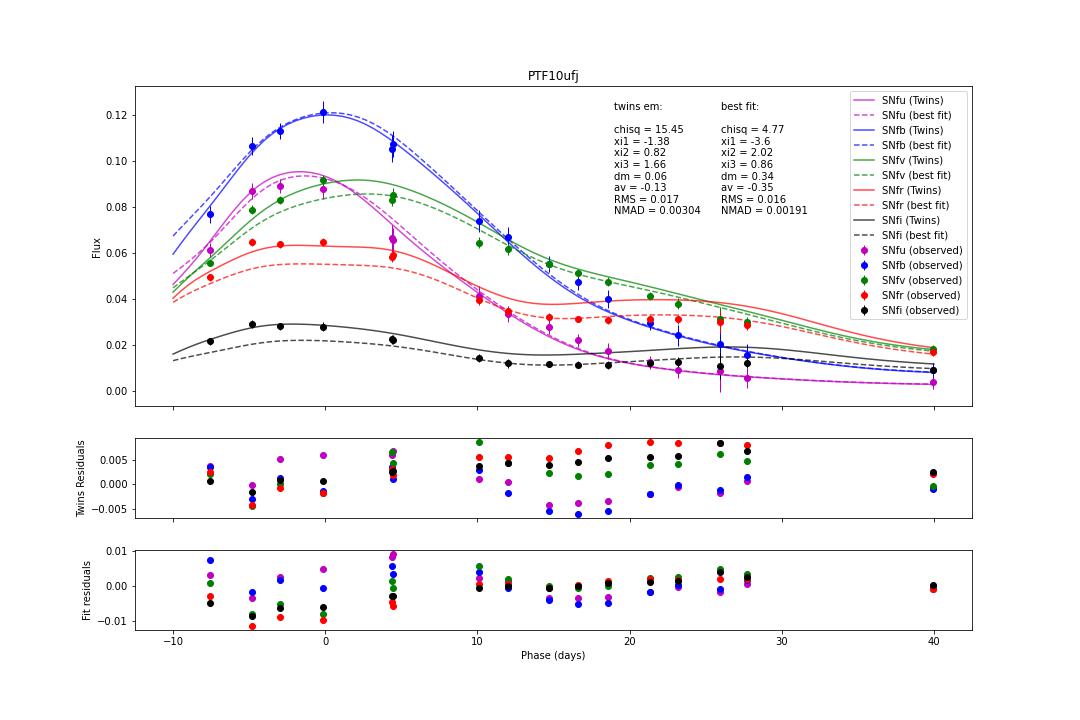 PTF10ufj
Flux
0.12
0.10
0.08
0.06
0.04
0.02
0.00
twins em:
chisq = 15.45
xi1 = -1.38
xi2 = 0.82
xi3 = 1.66
dm = 0.06
av = -0.13
RMS = 0.017
NMAD = 0.00304
best fit:
chisq = 4.77
xi1 = -3.6
xi2 = 2.02
xi3 = 0.86
dm = 0.34
av = -0.35
RMS = 0.016
NMAD = 0.00191
SNfu (Twins)
SNfu (best fit)
SNfb (Twins)
SNfb (best fit)
SNfv (Twins)
SNfv (best fit)
SNfr (Twins)
SNfr (best fit)
SNfi (Twins)
SNfi (best fit)
SNfu (observed)
SNfb (observed)
SNfv (observed)
SNfr (observed)
SNfi (observed)
Twins Residuals
0.005
0.000
−0.005
Fit residuals
0.01
0.00
−0.01
−10
0
10
20
30
40
Phase (days)